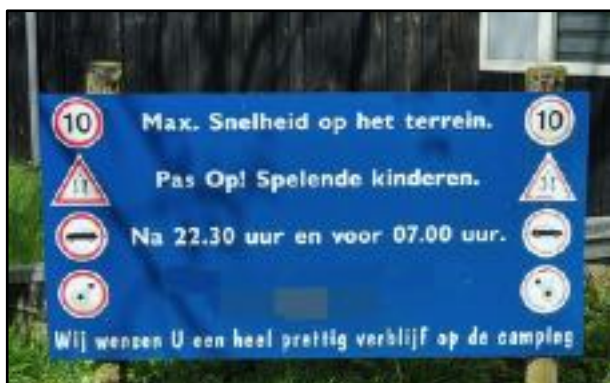 10 Max. Snelheid op het terrein. 10
Pas Op! Spelende kinderen.
Na 22.30 uur en voor 07.00 uur.
Wij wensen U een heel prettig verblijf op de camping